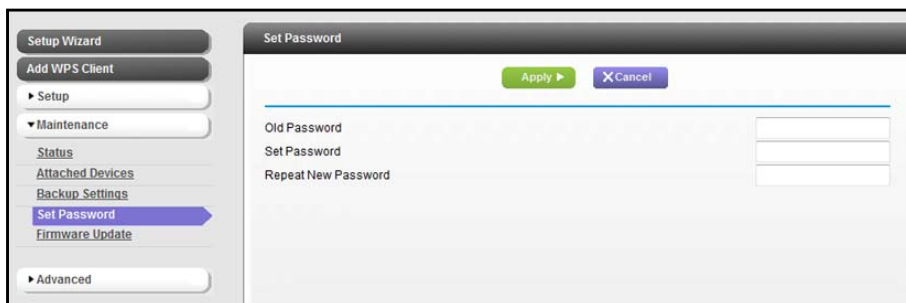 Setup Wizard
Add WPS Client
Setup
Maintenance
Status
Attached Devices
Backup Settings
Set Password
Firmware Update
Advanced
Set Password
Apply
Cancel
Old Password
Set Password
Repeat New Password